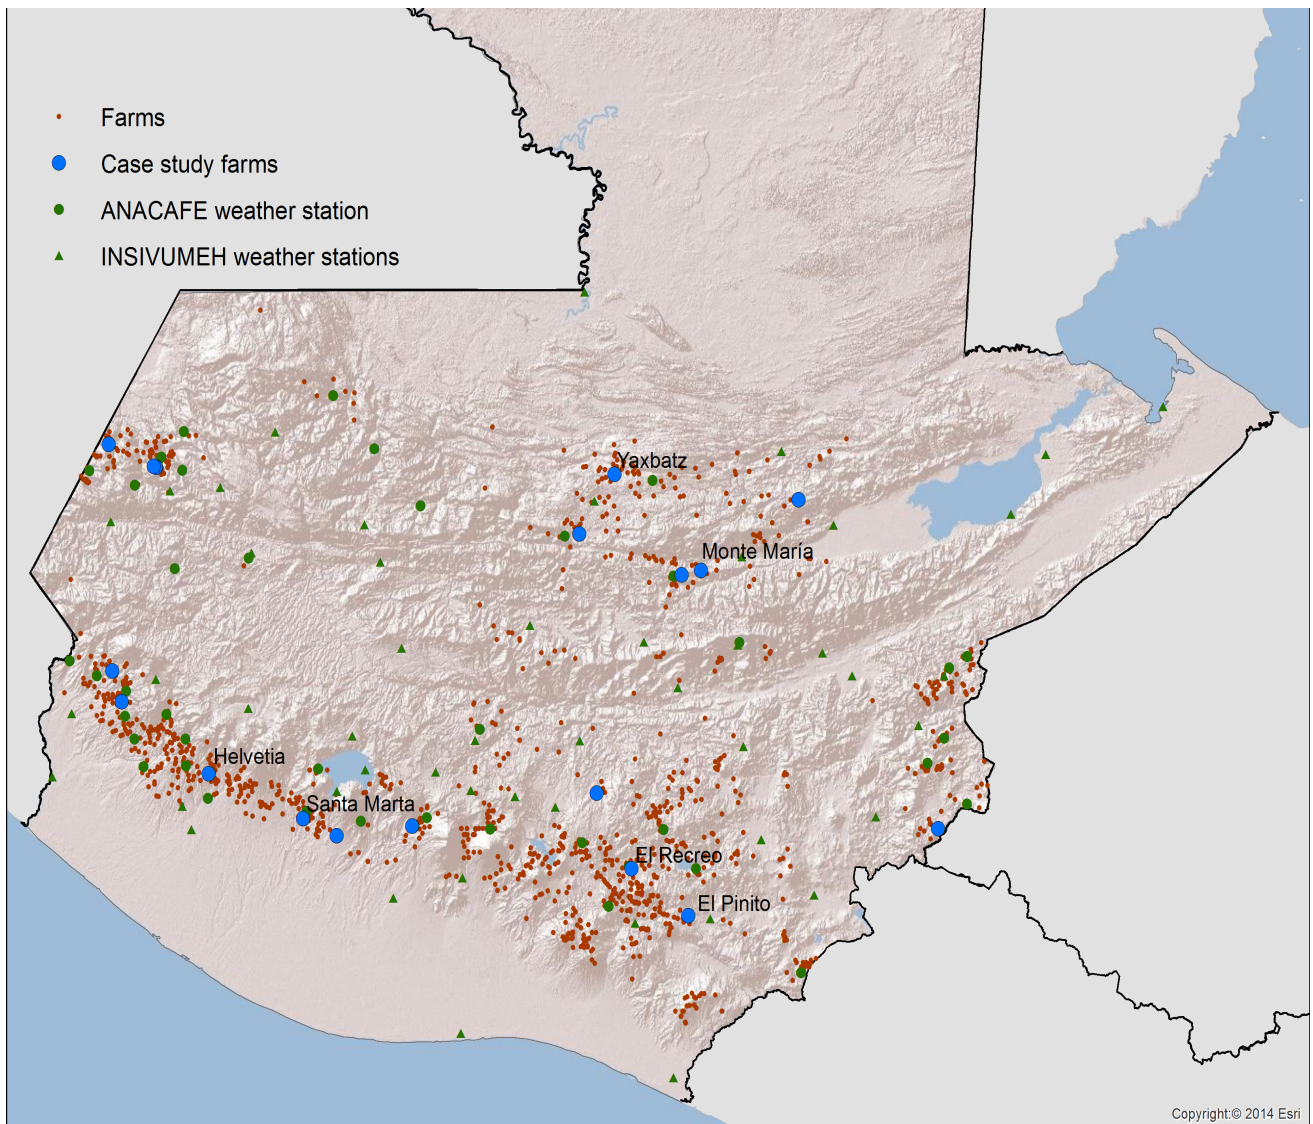 Farms
Case study farms
ANACAFE weather station
INSIVUMEH weather stations
Yaxbatz
Monte María
Helvetia
Santa Marta
El Recreo
El Pinito
Copyright:© 2014 Esri